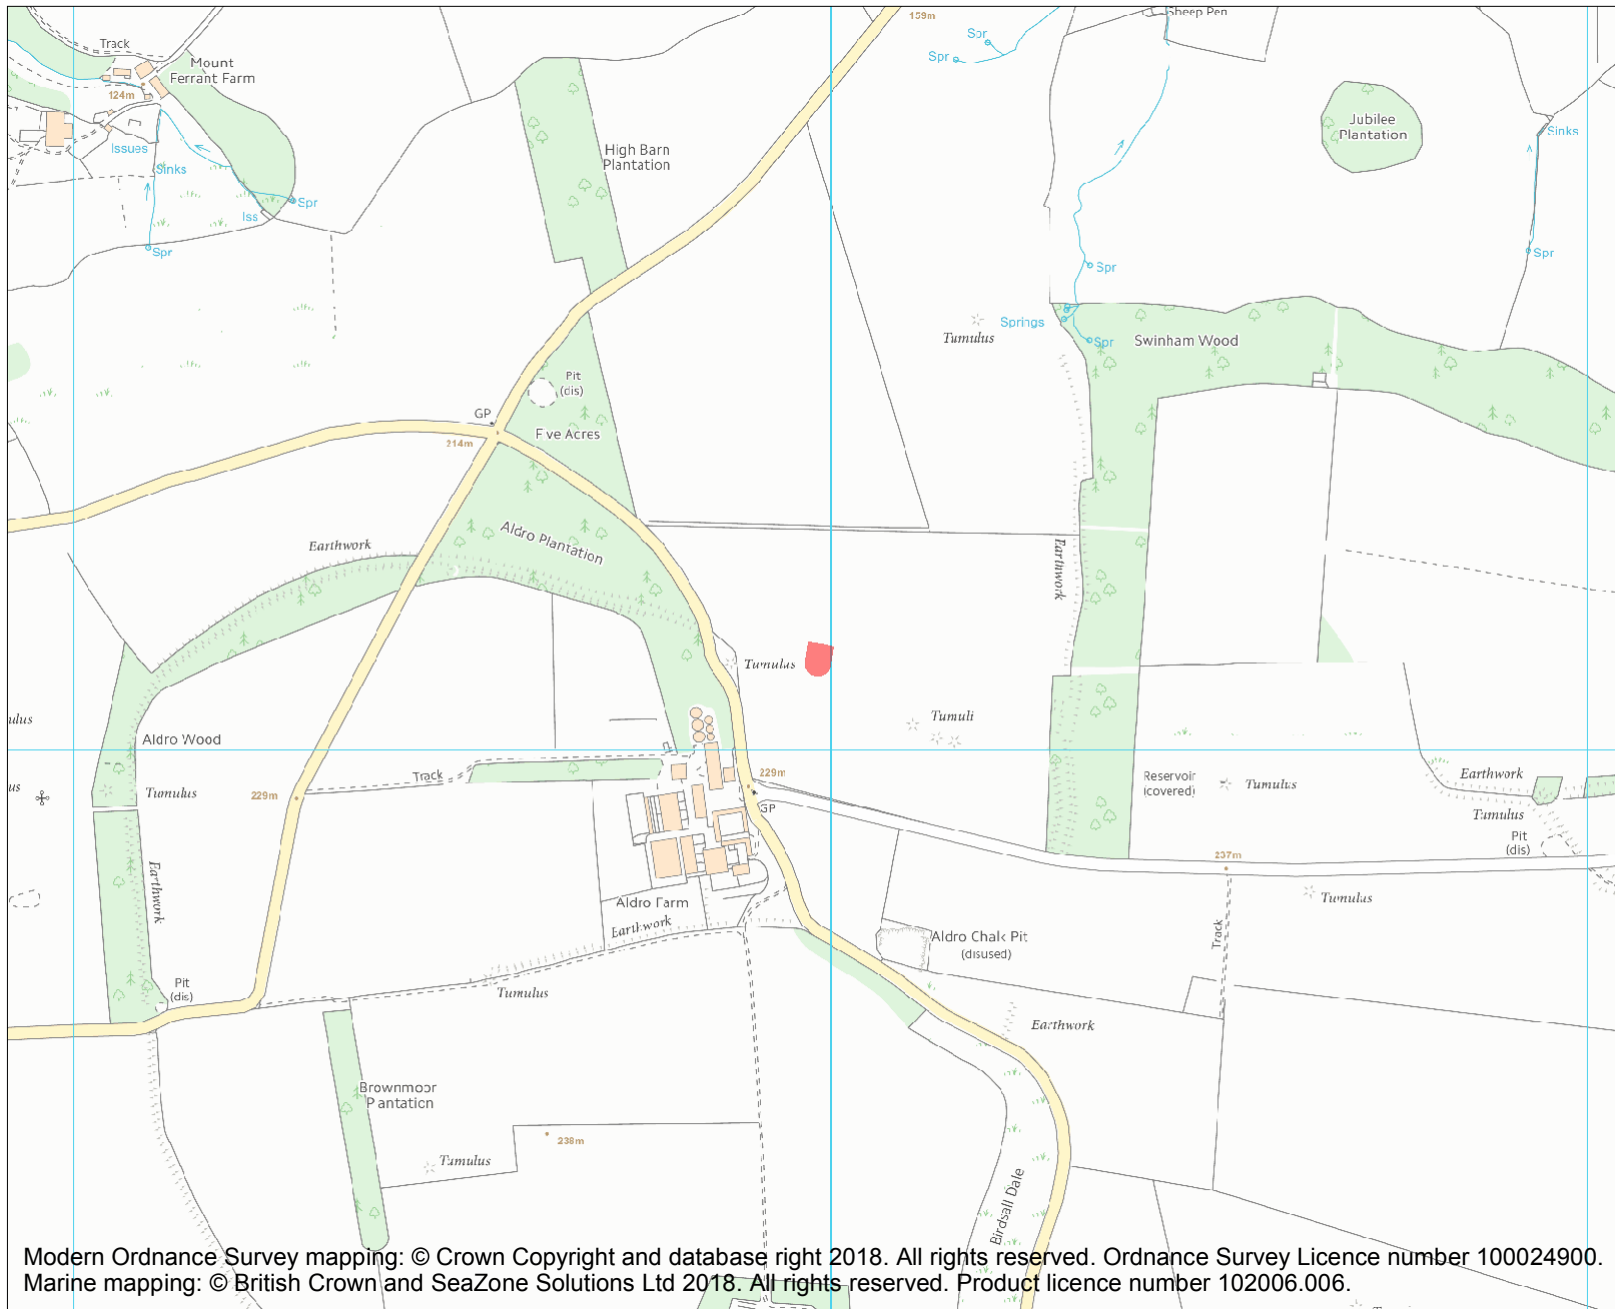 159m
Sheep Pen
Spr
Spr
Track
Mount
Ferrant Farm
124m
Jubilee
Plantation
Sinks
Issues
High Barn
Plantation
Sinks
Spr
Iss
Spr
Spr
Spr
Springs
Tumulus
Spr
Swinham Wood
Pit
(dis)
GP
Five Acres
214m
Aldro Plantation
Earthwork
Earthwork
Tumulus
ulus
Tumuli
Aldro Wood
Track
229m
Reservoir
(covered)
Tumulus
Earthwork
us
Tumulus
229m
GP
Tumulus
Pit
(dis)
237m
Earthwork
Tumulus
Aldro Farm
Earthwork
Track
Aldro Chalk Pit
(disused)
Pit
(dis)
Tumulus
Earthwork
Brownmoor
Plantation
238m
Tumulus
Birdsall Dale
Modern Ordnance Survey mapping: © Crown Copyright and database right 2018. All rights reserved. Ordnance Survey Licence number 100024900.
Marine mapping: © British Crown and SeaZone Solutions Ltd 2018. All rights reserved. Product licence number 102006.006.